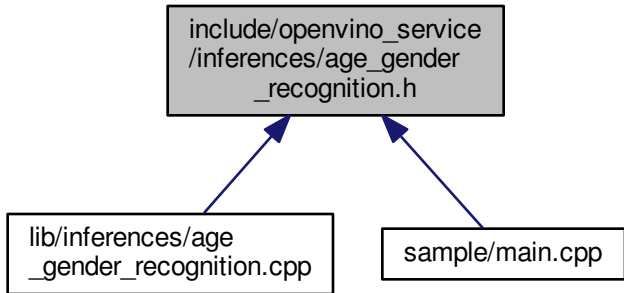 include/openvino_service
/inferences/age_gender
_recognition.h
lib/inferences/age
_gender_recognition.cpp
sample/main.cpp